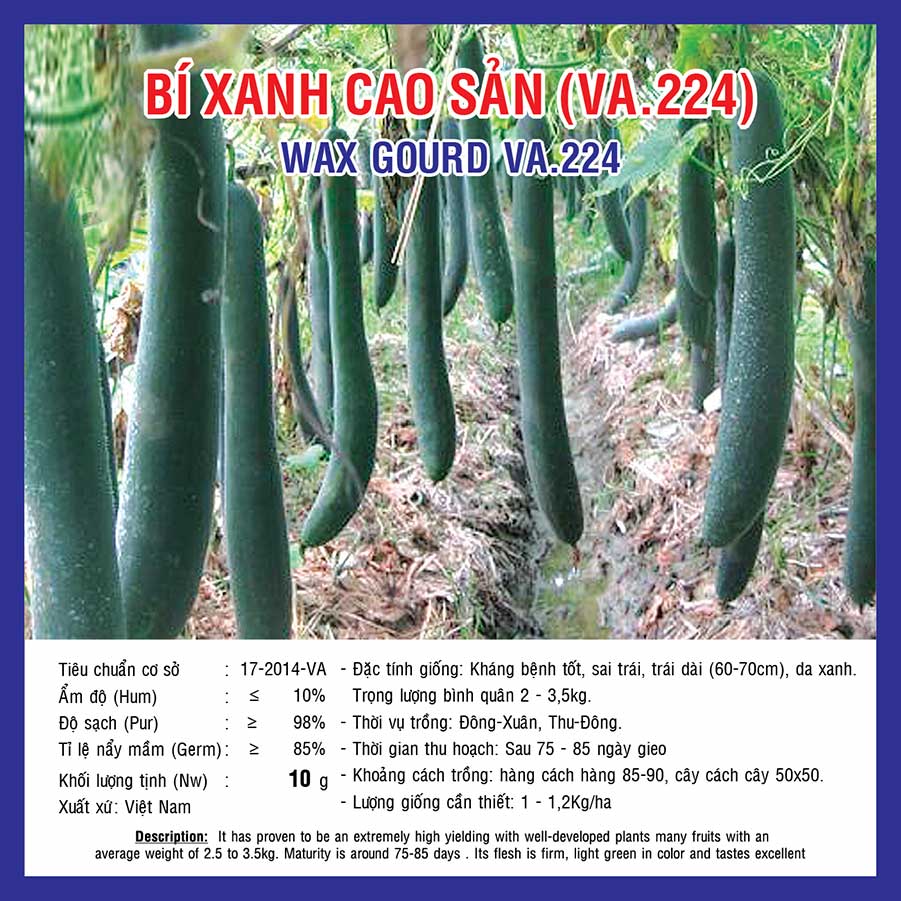 BÍ XANH CAO SẢN (VA.224)
WAX GOURD VA.224
Tiêu chuẩn cơ sở : 17-2014-VA
Ẩm độ (Hum) : ≤ 10%
Độ sạch (Pur) : ≥ 98%
Tỉ lệ nẩy mầm (Germ) : ≥ 85%
Khối lượng tịnh (Nw) : 10 g
Xuất xứ: Việt Nam
- Đặc tính giống: Kháng bệnh tốt, sai trái, trái dài (60-70cm), da xanh.
Trọng lượng bình quân 2 - 3,5kg.
- Thời vụ trồng: Đông-Xuân, Thu-Đông.
- Thời gian thu hoạch: Sau 75 - 85 ngày gieo
- Khoảng cách trồng: hàng cách hàng 85-90, cây cách cây 50x50.
- Lượng giống cần thiết: 1 - 1,2Kg/ha
Description: It has proven to be an extremely high yielding with well-developed plants many fruits with an
average weight of 2.5 to 3.5kg. Maturity is around 75-85 days . Its flesh is firm, light green in color and tastes excellent